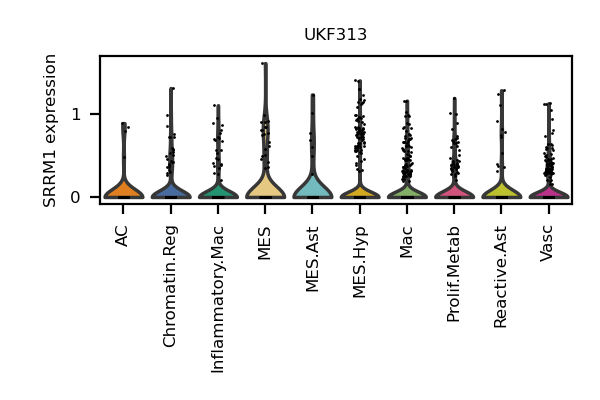 UKF313
SRRM1 expression
1
0
AC
Chromatin.Reg
Inflammatory.Mac
MES
MES.Ast
MES.Hyp
Mac
Prolif.Metab
Reactive.Ast
Vasc